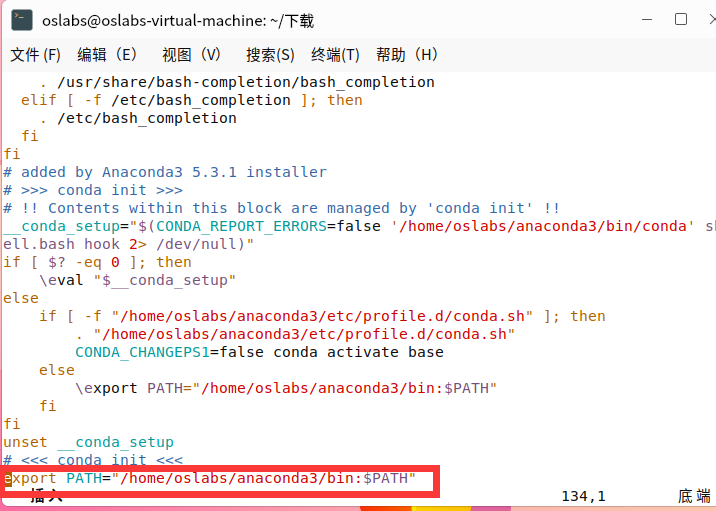 oslabs@oslabs-virtual-machine: ~/下载
文件(F) 编辑（E） 视图（V） 搜索(S) 终端(T) 帮助（H）
. /usr/share/bash-completion/bash_completion
elif [ -f /etc/bash_completion ]; then
. /etc/bash_completion
fi
fi
# added by Anaconda3 5.3.1 installer
# >>> conda init >>>
# !! Contents within this block are managed by 'conda init' !!
__conda_setup="$(CONDA_REPORT_ERRORS=false '/home/oslabs/anaconda3/bin/conda' sh
ell.bash hook 2> /dev/null)"
if [ $? -eq 0 ]; then
\eval "$__conda_setup"
else
if [ -f "/home/oslabs/anaconda3/etc/profile.d/conda.sh" ]; then
. "/home/oslabs/anaconda3/etc/profile.d/conda.sh"
CONDA_CHANGEPS1=false conda activate base
else
\export PATH="/home/oslabs/anaconda3/bin:$PATH"
fi
fi
unset __conda_setup
# <<< conda init <<<
export PATH="/home/oslabs/anaconda3/bin:$PATH"
-- 插入 -- 134,1 底端